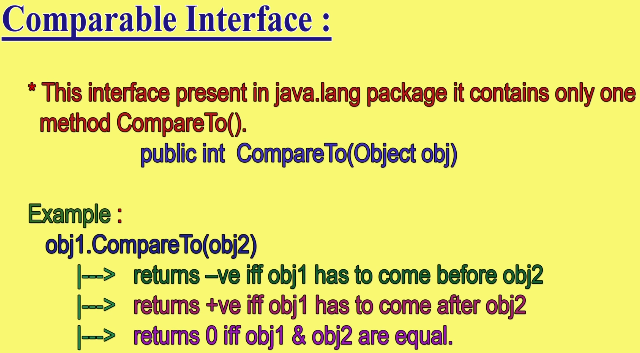 Comparable Interface :
* This interface present in java.lang package it contains only one
method CompareTo().
public int CompareTo(Object obj)
Example :
obj1.CompareTo(obj2)
|---> returns –ve iff obj1 has to come before obj2
|---> returns +ve iff obj1 has to come after obj2
|---> returns 0 iff obj1 & obj2 are equal.